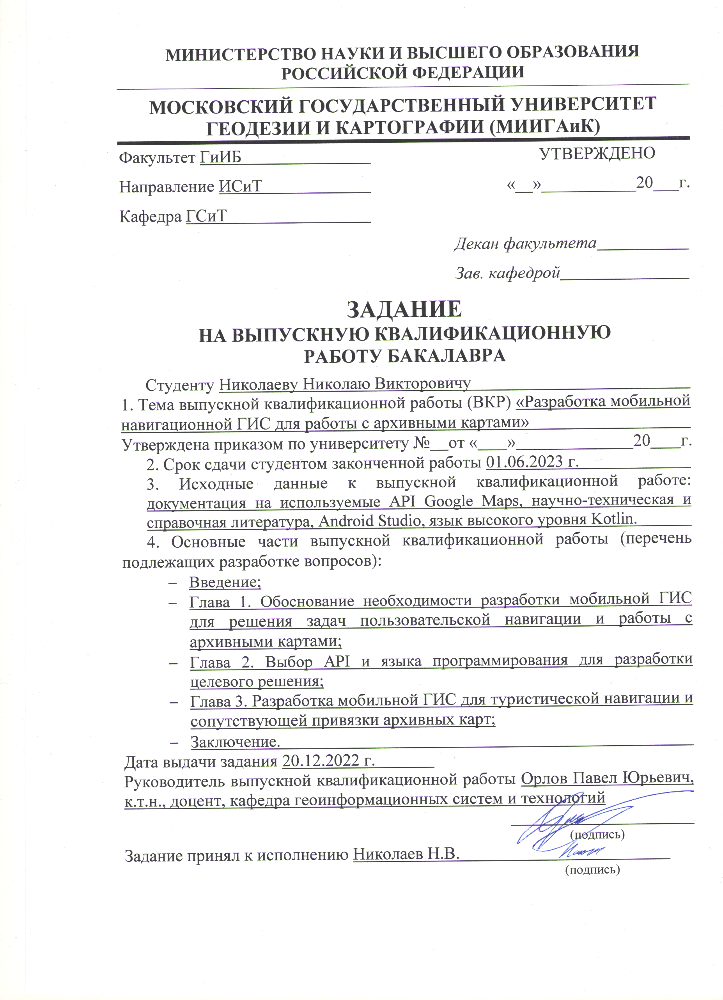 МИНИСТЕРСТВО НАУКИ И ВЫСШЕГО ОБРАЗОВАНИЯ
РОССИЙСКОЙ ФЕДЕРАЦИИ
МОСКОВСКИЙ ГОСУДАРСТВЕННЫЙ УНИВЕРСИТЕТ
ГЕОДЕЗИИ И КАРТОГРАФИИ (МИИГАиК)
Факультет ГиИБ
УТВЕРЖДЕНО
Направление ИСиТ
«__»___________20___г.
Кафедра ГСиТ
Декан факультета___________
Зав. кафедрой_______________
ЗАДАНИЕ
НА ВЫПУСКНУЮ КВАЛИФИКАЦИОННУЮ
РАБОТУ БАКАЛАВРА
Студенту Николаеву Николаю Викторовичу
1. Тема выпускной квалификационной работы (ВКР) «Разработка мобильной
навигационной ГИС для работы с архивными картами»
Утверждена приказом по университету №__от «___»_____________20___г.
2. Срок сдачи студентом законченной работы 01.06.2023 г.
3. Исходные данные к выпускной квалификационной работе:
документация на используемые API Google Maps, научно-техническая и
справочная литература, Android Studio, язык высокого уровня Kotlin.
4. Основные части выпускной квалификационной работы (перечень
подлежащих разработке вопросов):
– Введение;
– Глава 1. Обоснование необходимости разработки мобильной ГИС
для решения задач пользовательской навигации и работы с
архивными картами;
– Глава 2. Выбор API и языка программирования для разработки
целевого решения;
– Глава 3. Разработка мобильной ГИС для туристической навигации и
сопутствующей привязки архивных карт;
– Заключение.
Дата выдачи задания 20.12.2022 г.
Руководитель выпускной квалификационной работы Орлов Павел Юрьевич,
к.т.н., доцент, кафедра геоинформационных систем и технологий
(подпись)
Задание принял к исполнению Николаев Н.В.
(подпись)